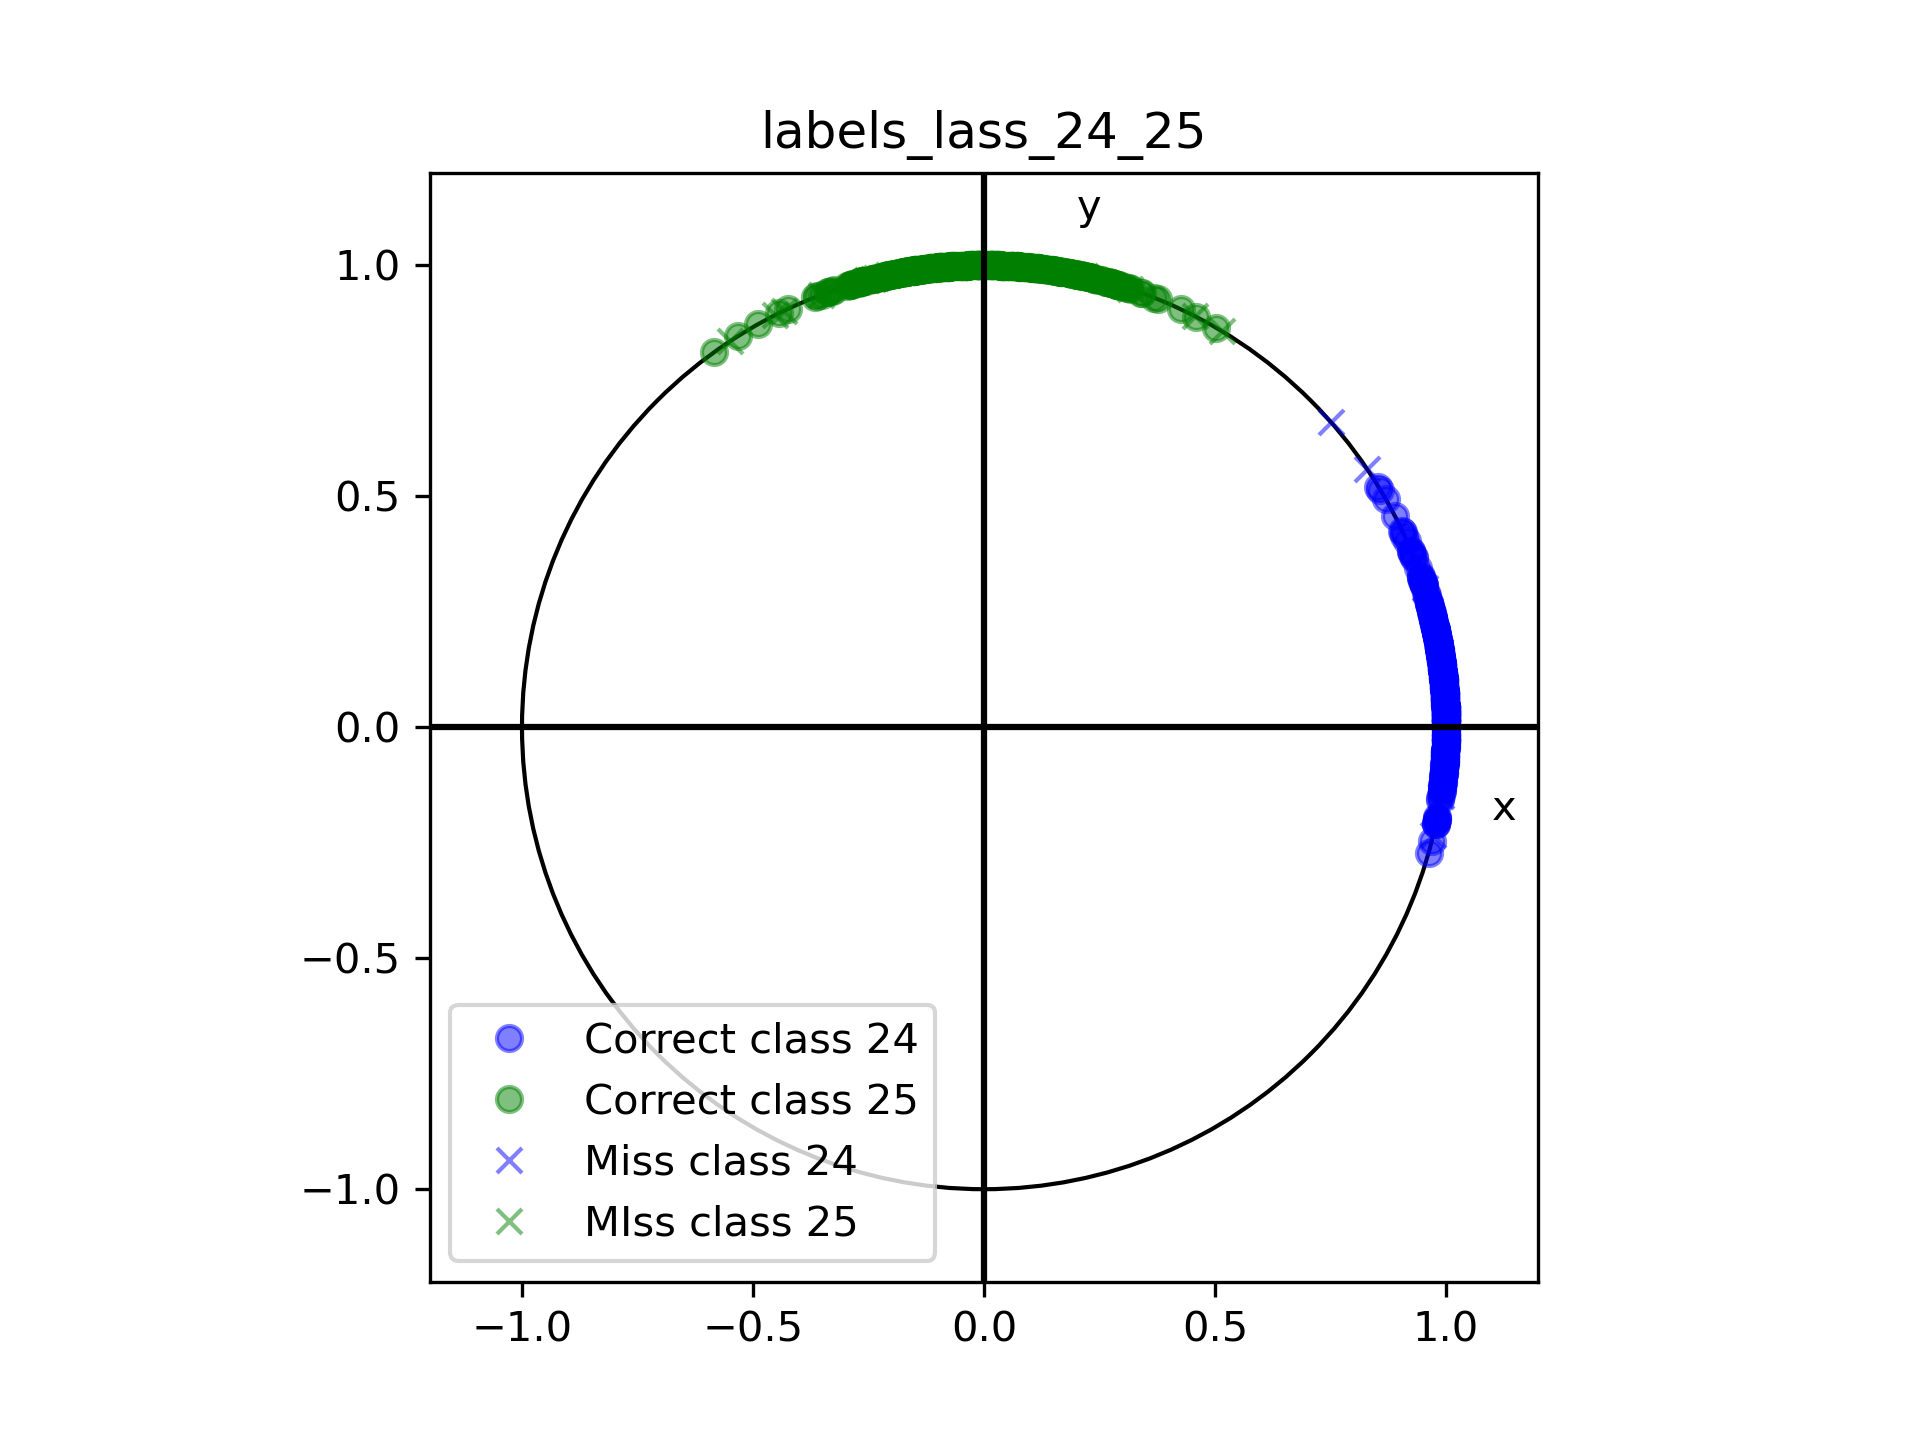 labels_lass_24_25
y
1.0
0.5
0.0
−0.5
−1.0
x
Correct class 24
Correct class 25
Miss class 24
MIss class 25
−1.0 −0.5 0.0 0.5 1.0